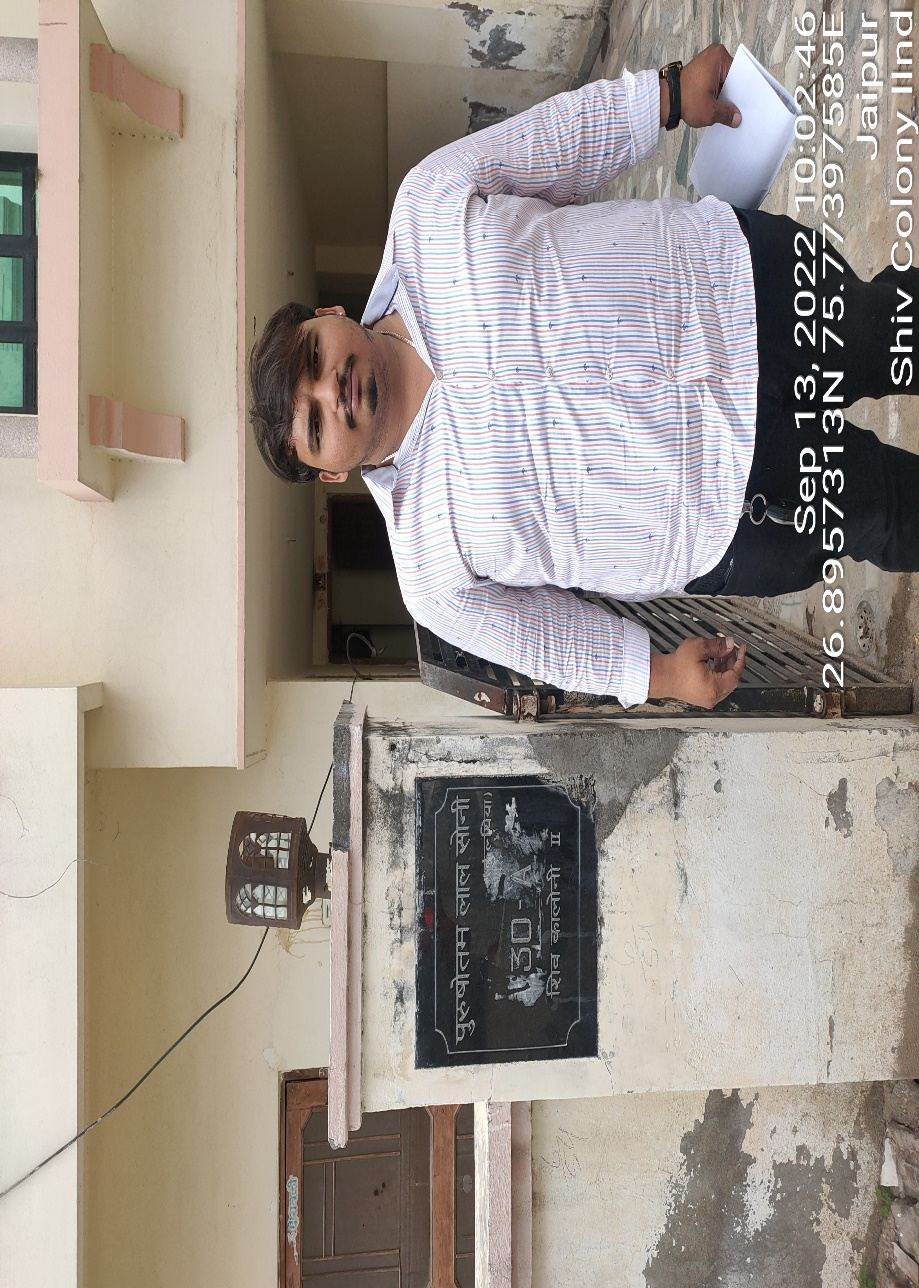 पुरुषोतम लाल सोनी
30-A
शिव कालोनी II
Sep 13, 2022 10:02:46
26.8957313N 75.77397585E
Jaipur
Shiv Colony, IInd